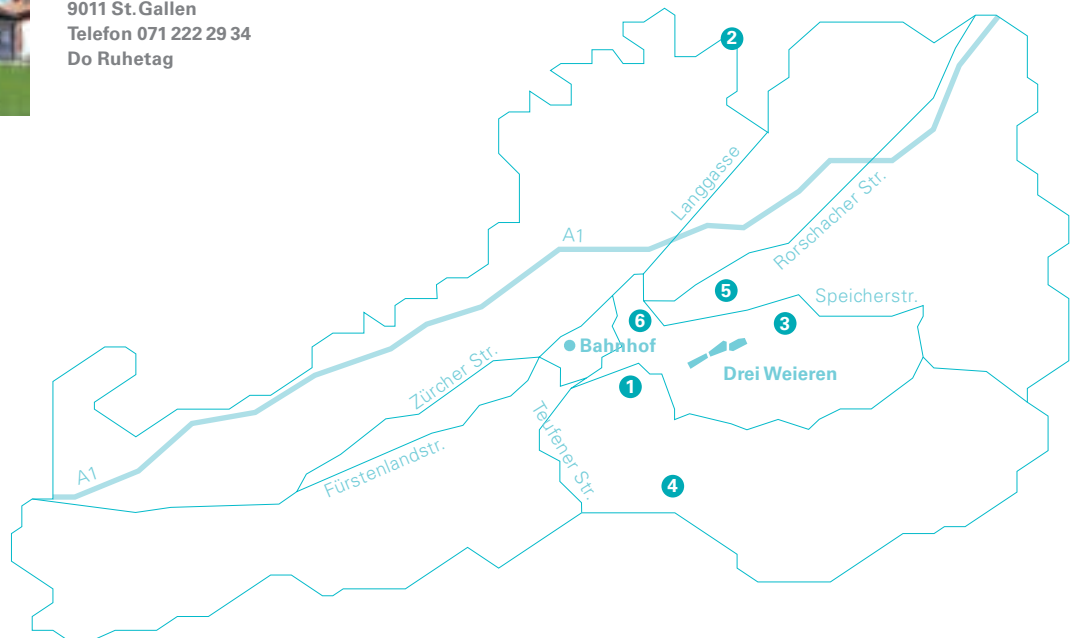 9011 St. Gallen
Telefon 071 222 29 34
Do Ruhetag
2
Langgasse
A1
Rorschacher Str.
5
Speicherstr.
6
3
Bahnhof
Zürcher Str.
Drei Weieren
1
Teufener Str.
Fürstenlandstr.
A1
4